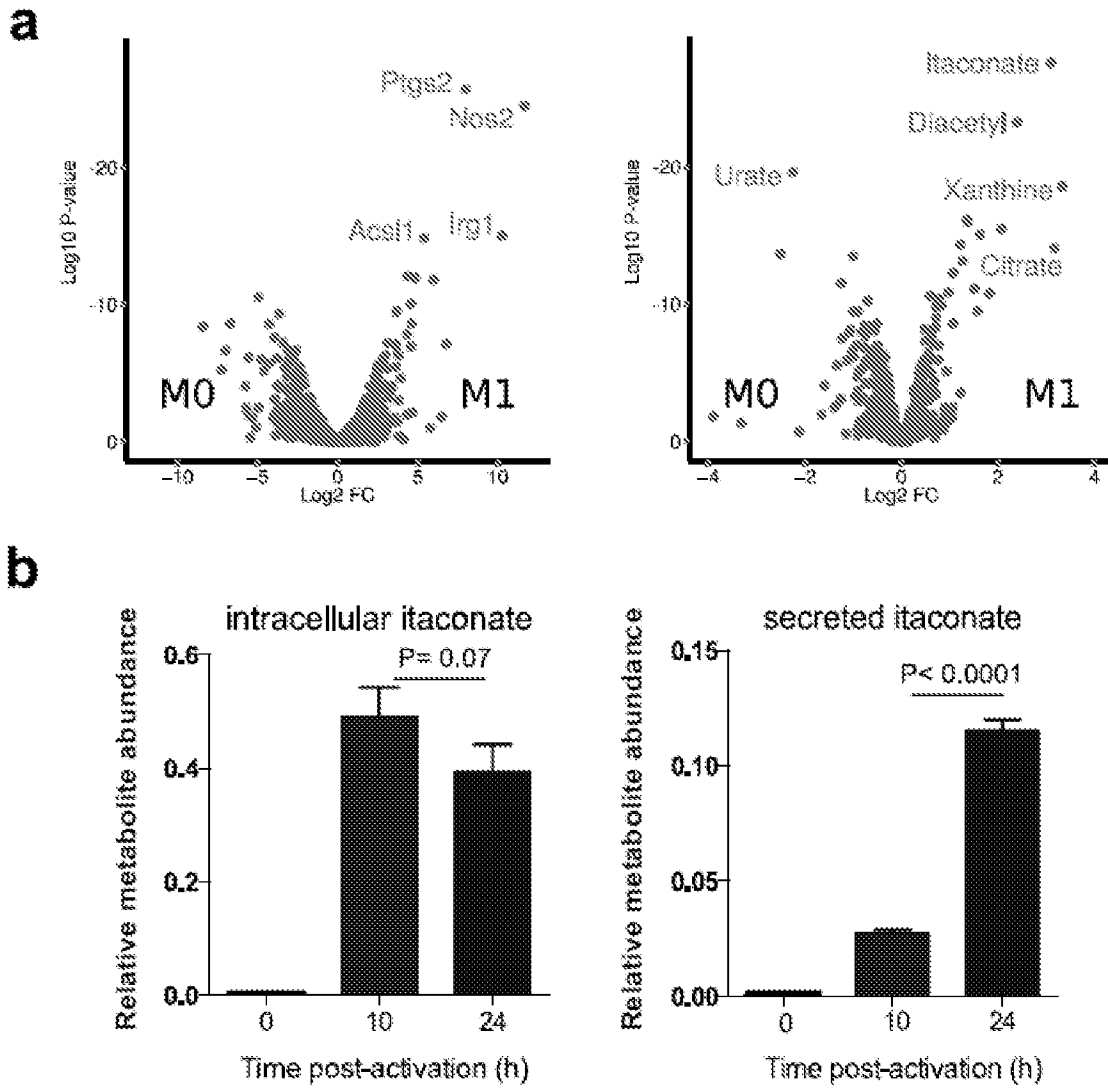 a
Ptgs2
Nos2
Acsl1
Irg1
M0
M1
-20
-10
0
Log10 P-value
−10
−5
0
5
10
Log2 FC
Itaconate
Diacetyl
Urate
Xanthine
Citrate
M0
M1
-20
-10
0
Log10 P-value
−4
−2
0
2
4
Log2 FC
b
intracellular itaconate
P= 0.07
Relative metabolite abundance
0.6
0.4
0.2
0.0
0
10
24
Time post-activation (h)
secreted itaconate
P< 0.0001
Relative metabolite abundance
0.15
0.10
0.05
0.00
0
10
24
Time post-activation (h)